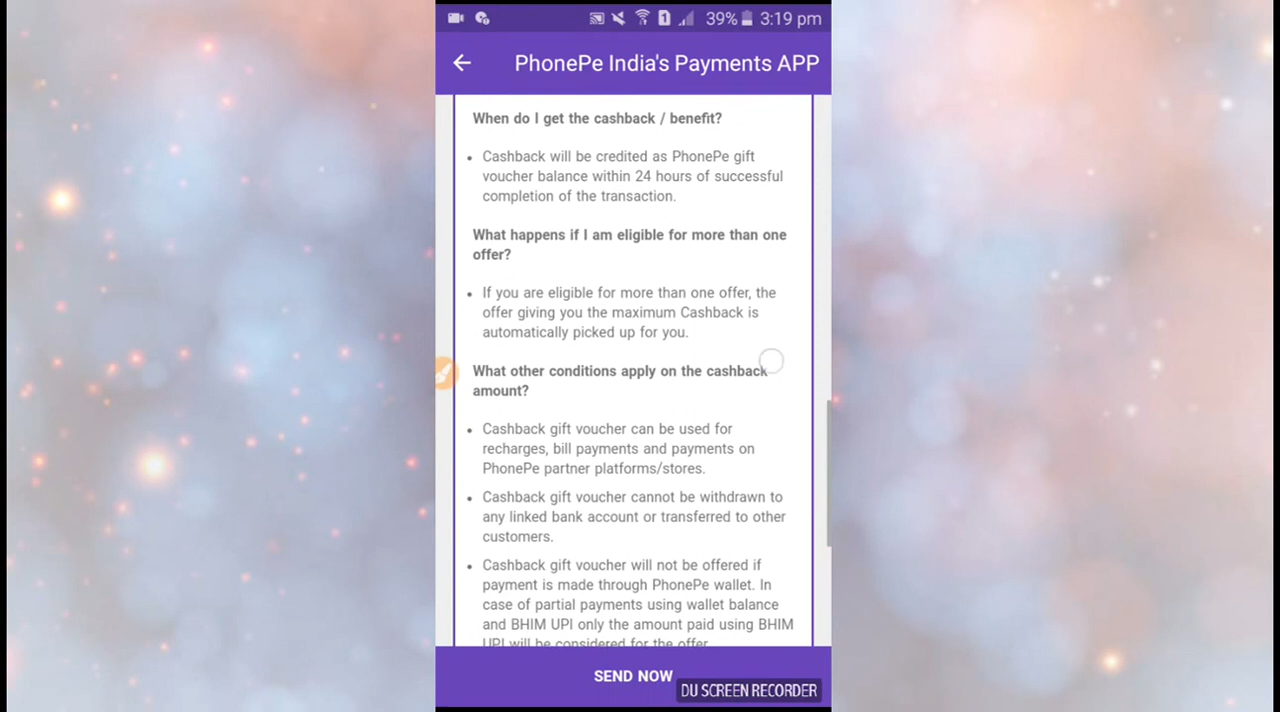 39% 3:19 pm
PhonePe India's Payments APP
When do I get the cashback / benefit?
• Cashback will be credited as PhonePe gift
voucher balance within 24 hours of successful
completion of the transaction.
What happens if I am eligible for more than one
offer?
• If you are eligible for more than one offer, the
offer giving you the maximum Cashback is
automatically picked up for you.
What other conditions apply on the cashback
amount?
• Cashback gift voucher can be used for
recharges, bill payments and payments on
PhonePe partner platforms/stores.
• Cashback gift voucher cannot be withdrawn to
any linked bank account or transferred to other
customers.
• Cashback gift voucher will not be offered if
payment is made through PhonePe wallet. In
case of partial payments using wallet balance
and BHIM UPI only the amount paid using BHIM
UPI will be considered for the offer
SEND NOW
DU SCREEN RECORDER